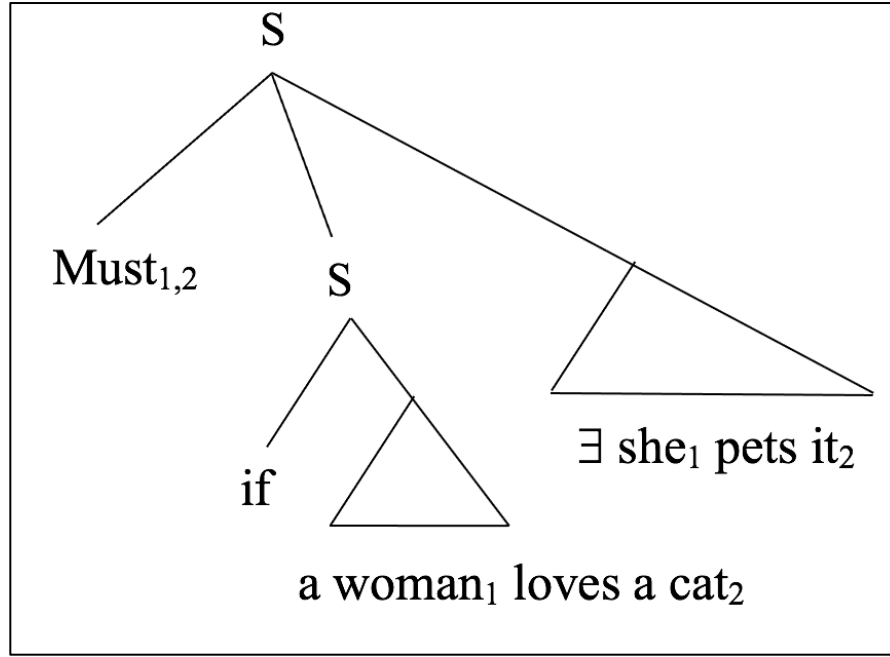 S
Must₁,₂
S
∃ she₁ pets it₂
if
a woman₁ loves a cat₂